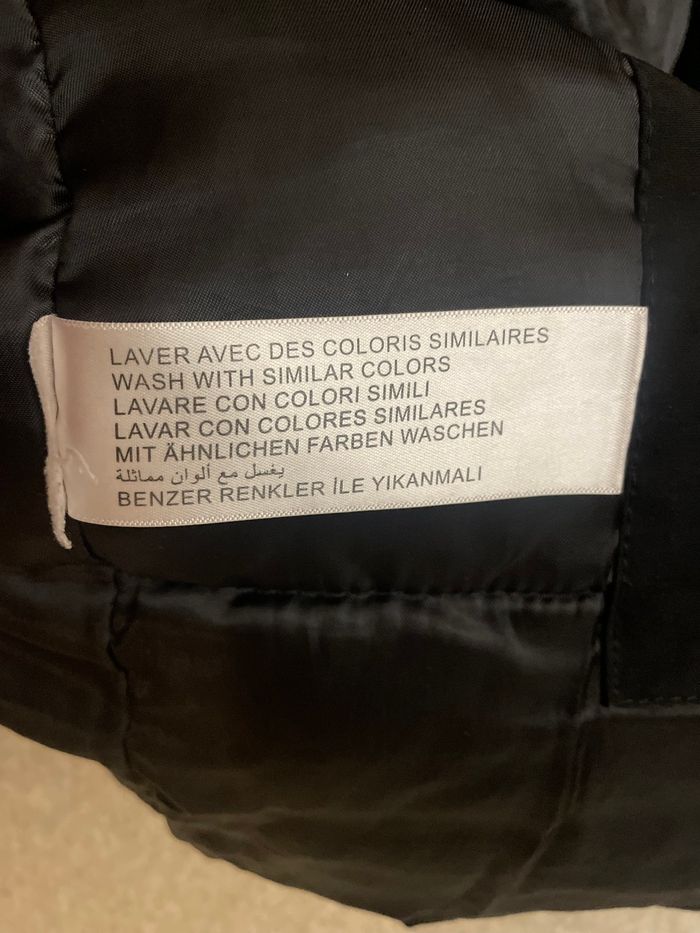 LAVER AVEC DES COLORIS SIMILAIRES
WASH WITH SIMILAR COLORS
LAVARE CON COLORI SIMILI
LAVAR CON COLORES SIMILARES
MIT ÄHNLICHEN FARBEN WASCHEN
يغسل مع ألوان مماثلة
BENZER RENKLER İLE YIKANMALI